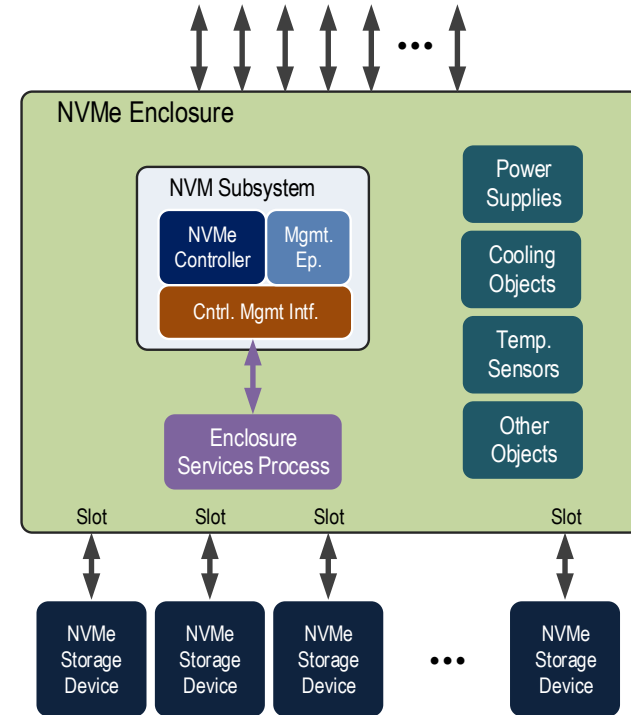 NVMe Enclosure
NVM Subsystem
NVMe
Controller
Mgmt.
Ep.
Cntrl. Mgmt Intf.
Enclosure
Services Process
Power
Supplies
Cooling
Objects
Temp.
Sensors
Other
Objects
Slot
Slot
Slot
Slot
NVMe
Storage
Device
NVMe
Storage
Device
NVMe
Storage
Device
NVMe
Storage
Device